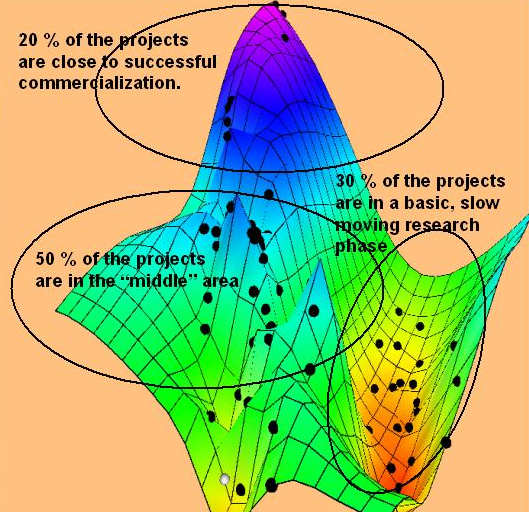 20 % of the projects
are close to successful
commercialization.
30 % of the projects
are in a basic, slow
moving research
phase
50 % of the projects
are in the “middle” area